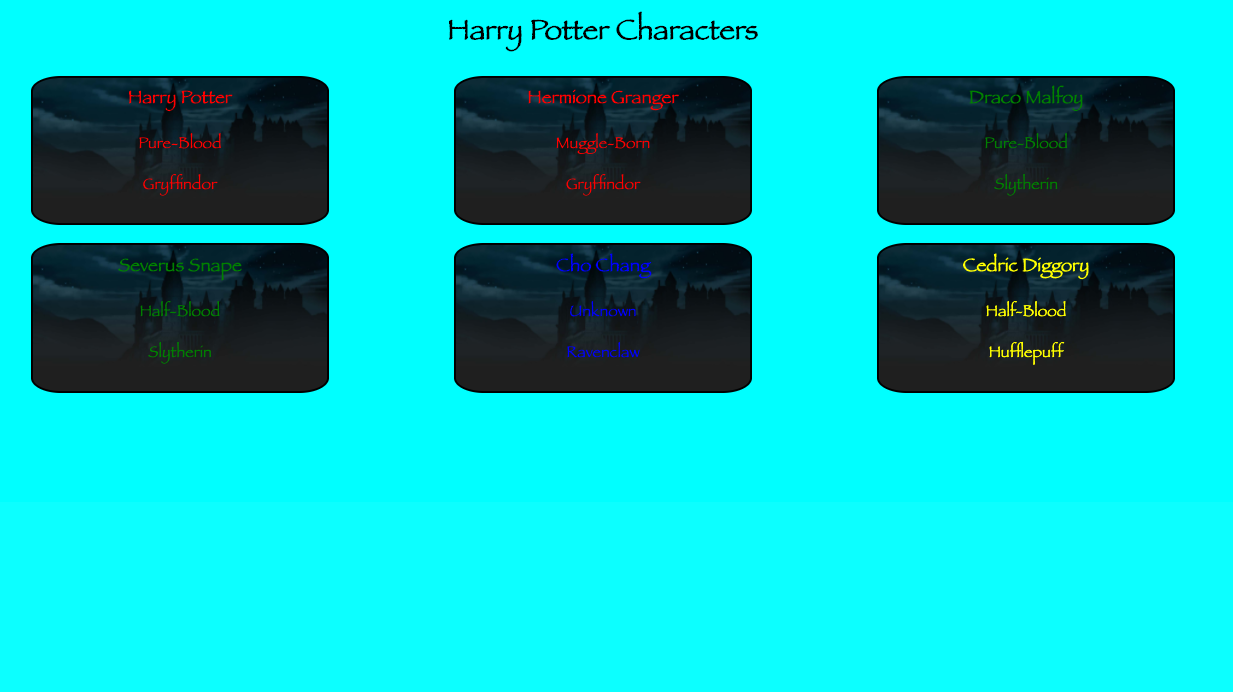 Harry Potter Characters
Harry Potter
Pure-Blood
Gryffindor
Hermione Granger
Muggle-Born
Gryffindor
Draco Malfoy
Pure-Blood
Slytherin
Severus Snape
Half-Blood
Slytherin
Cho Chang
Unknown
Ravenclaw
Cedric Diggory
Half-Blood
Hufflepuff